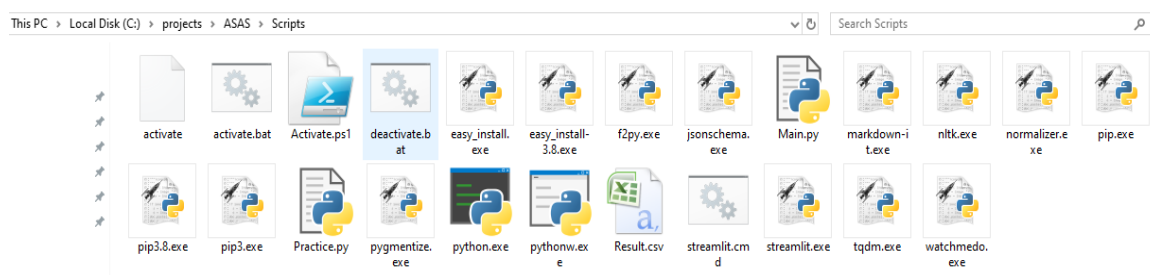 This PC > Local Disk (C:) > projects > ASAS > Scripts
Search Scripts
activate
activate.bat
Activate.ps1
deactivate.b
at
easy_install.
exe
easy_install-
3.8.exe
f2py.exe
jsonschema.
exe
Main.py
markdown-i
t.exe
nltk.exe
normalizer.e
xe
pip.exe
pip3.8.exe
pip3.exe
Practice.py
pygmentize.
exe
python.exe
pythonw.ex
e
a,
Result.csv
streamlit.cm
d
streamlit.exe
tqdm.exe
watchmedo.
exe